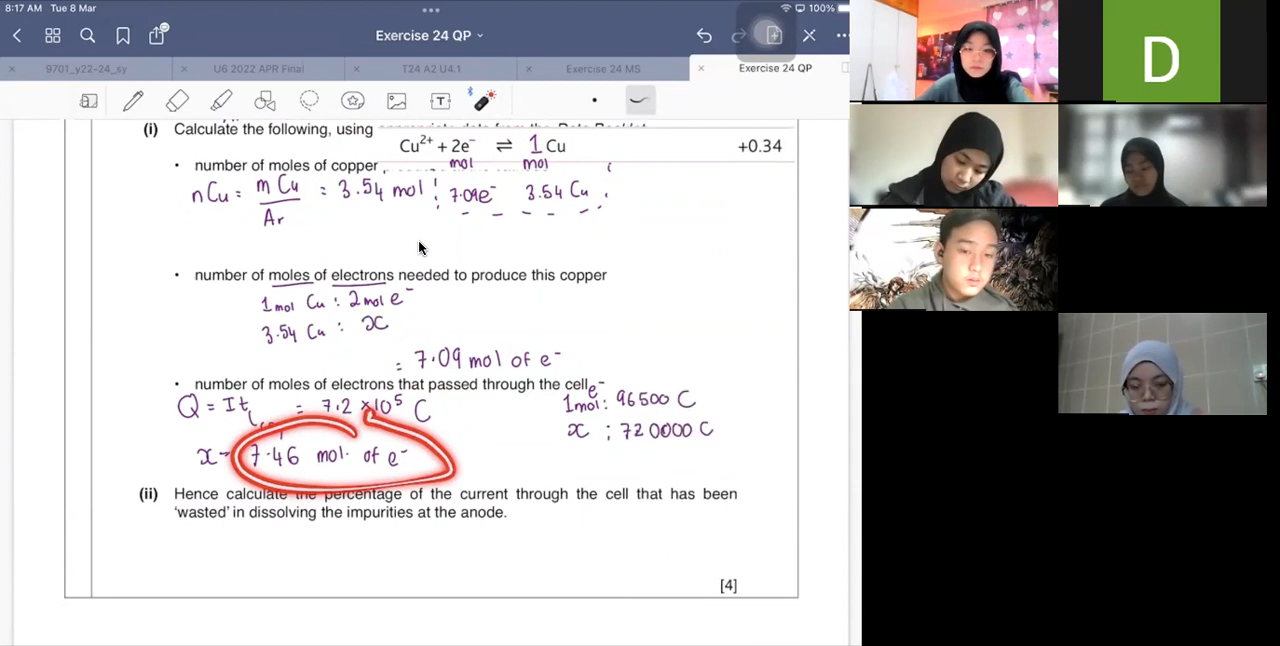 8:17 AM Tue 8 Mar
100%
Exercise 24 QP
9701_y22-24_sy
U6 2022 APR Final
T24 A2 U4.1
Exercise 24 MS
Exercise 24 QP
T
D
(i) Calculate the following, using
Cu2+ + 2e– ⇌ 1 Cu +0.34
mol mol
• number of moles of copper
nCu = m Cu / Ar = 3.54 mol
7.09e– 3.54 Cu
• number of moles of electrons needed to produce this copper
1 mol Cu : 2mol e–
3.54 Cu : x
= 7.09 mol of e–
• number of moles of electrons that passed through the cell
Q = It = 7.2 × 10⁵ C
e–
1mol : 96500 C
x : 720000 C
x = 7.46 mol. of e–
(ii) Hence calculate the percentage of the current through the cell that has been
'wasted' in dissolving the impurities at the anode.
[4]